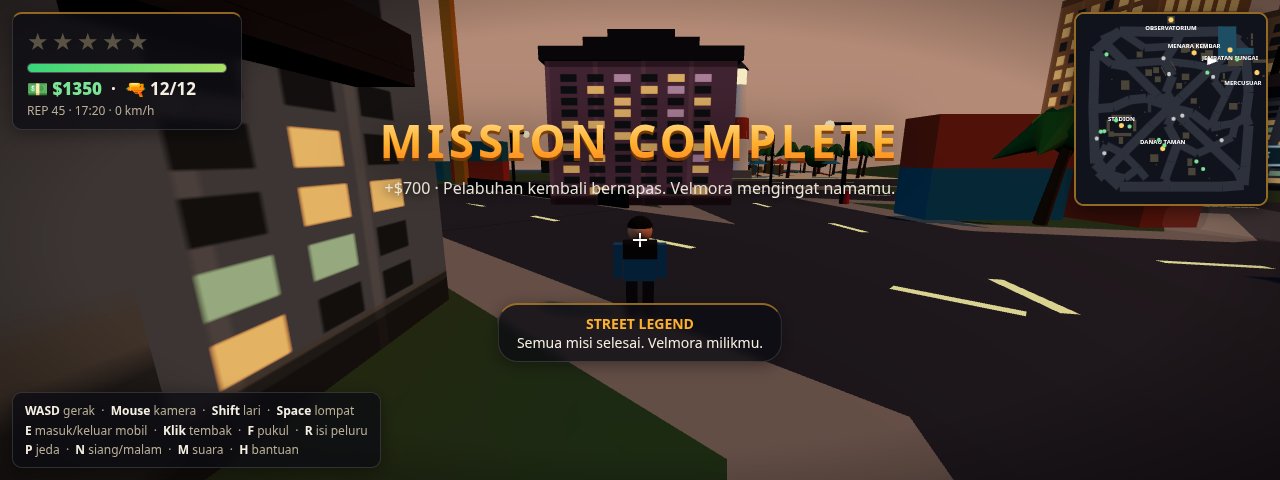 ★★★★★
💵 $1350 · 🔫 12/12
REP 45 · 17:20 · 0 km/h
OBSERVATORIUM
MENARA KEMBAR
JEMBATAN SUNGAI
MERCUSUAR
STADION
DANAU TAMAN
MISSION COMPLETE
+$700 · Pelabuhan kembali bernapas. Velmora mengingat namamu.
STREET LEGEND
Semua misi selesai. Velmora milikmu.
WASD gerak · Mouse kamera · Shift lari · Space lompat
E masuk/keluar mobil · Klik tembak · F pukul · R isi peluru
P jeda · N siang/malam · M suara · H bantuan